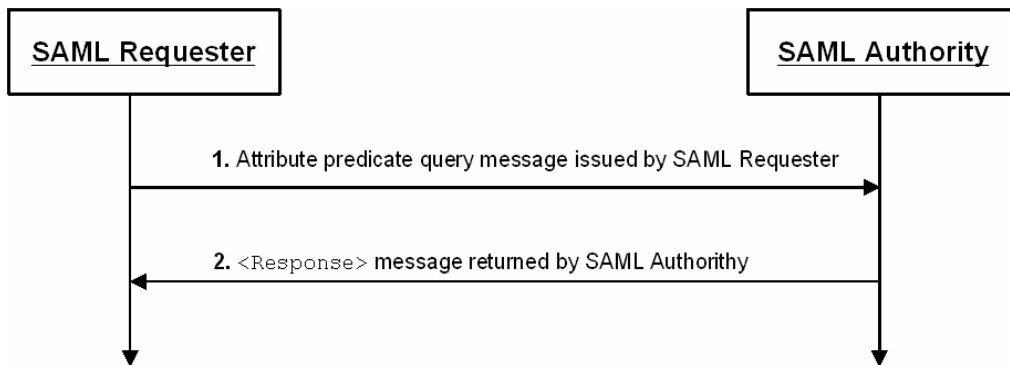 SAML Requester
SAML Authority
1. Attribute predicate query message issued by SAML Requester
2. <Response> message returned by SAML Authorithy